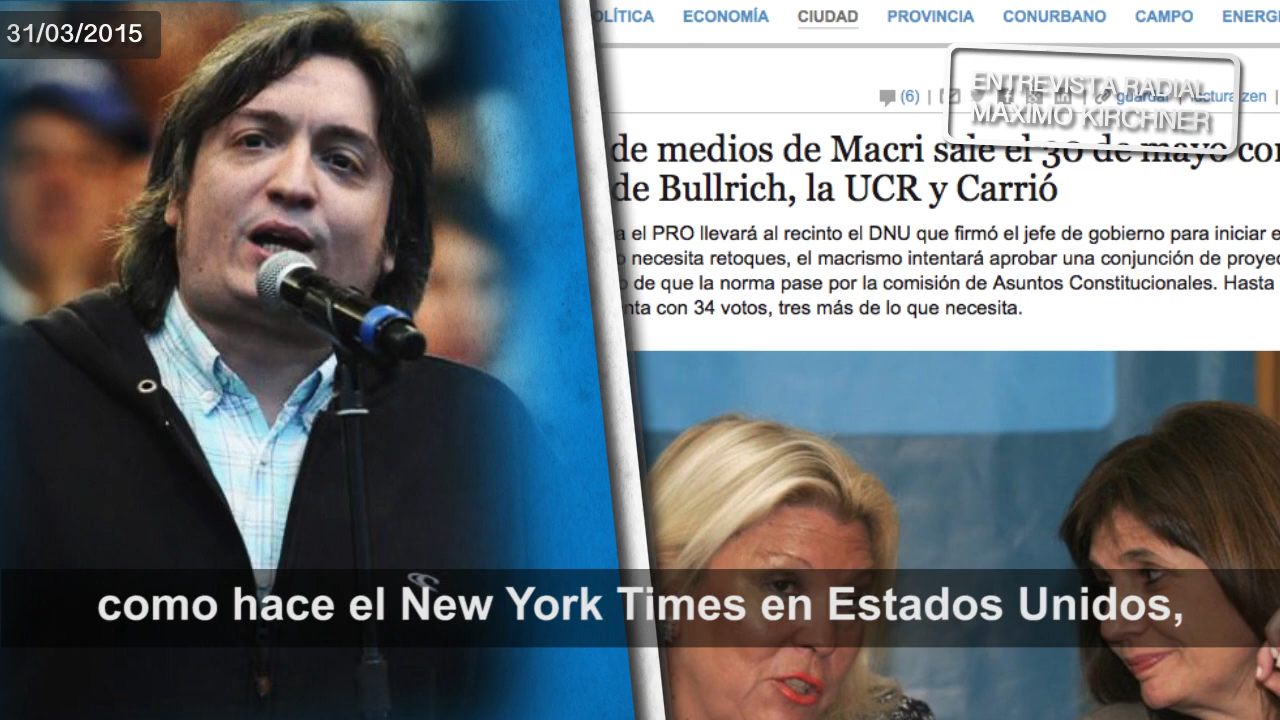 31/03/2015
OLÍTICA ECONOMÍA CIUDAD PROVINCIA CONURBANO CAMPO ENERGI
ENTREVISTA RADIAL
MÁXIMO KIRCHNER
(6) | guardar | lectura zen |
de medios de Macri sale el 30 de mayo con
de Bullrich, la UCR y Carrió
a el PRO llevará al recinto el DNU que firmó el jefe de gobierno para iniciar e
o necesita retoques, el macrismo intentará aprobar una conjunción de proyec
o de que la norma pase por la comisión de Asuntos Constitucionales. Hasta
nta con 34 votos, tres más de lo que necesita.
como hace el New York Times en Estados Unidos,